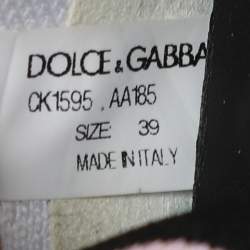 DOLCE & GABBA
CK1595 . AA185
SIZE: 39
MADE IN ITALY